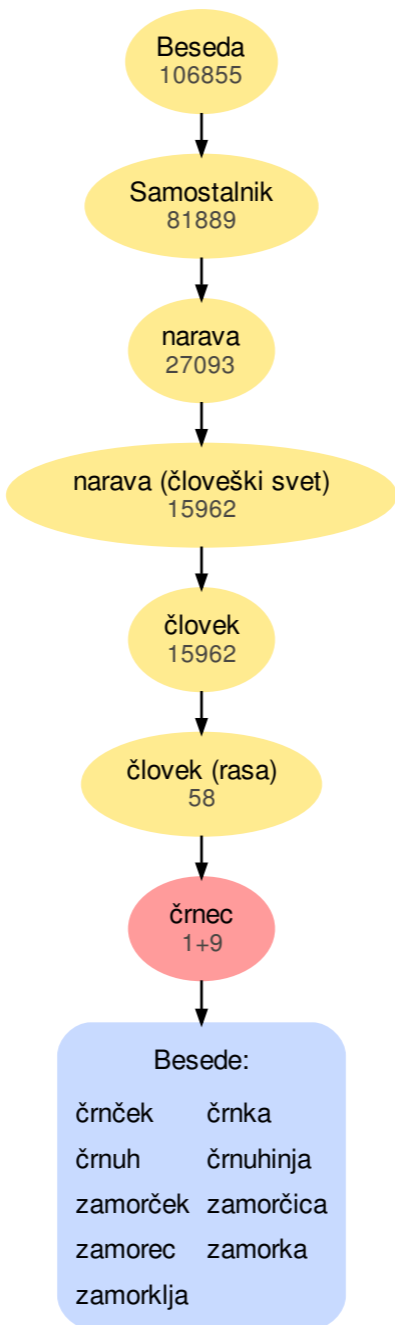 Beseda
106855
Samostalnik
81889
narava
27093
narava (človeški svet)
15962
človek
15962
človek (rasa)
58
črnec
1+9
Besede:
črnček črnka
črnuh črnuhinja
zamorček zamorčica
zamorec zamorka
zamorklja